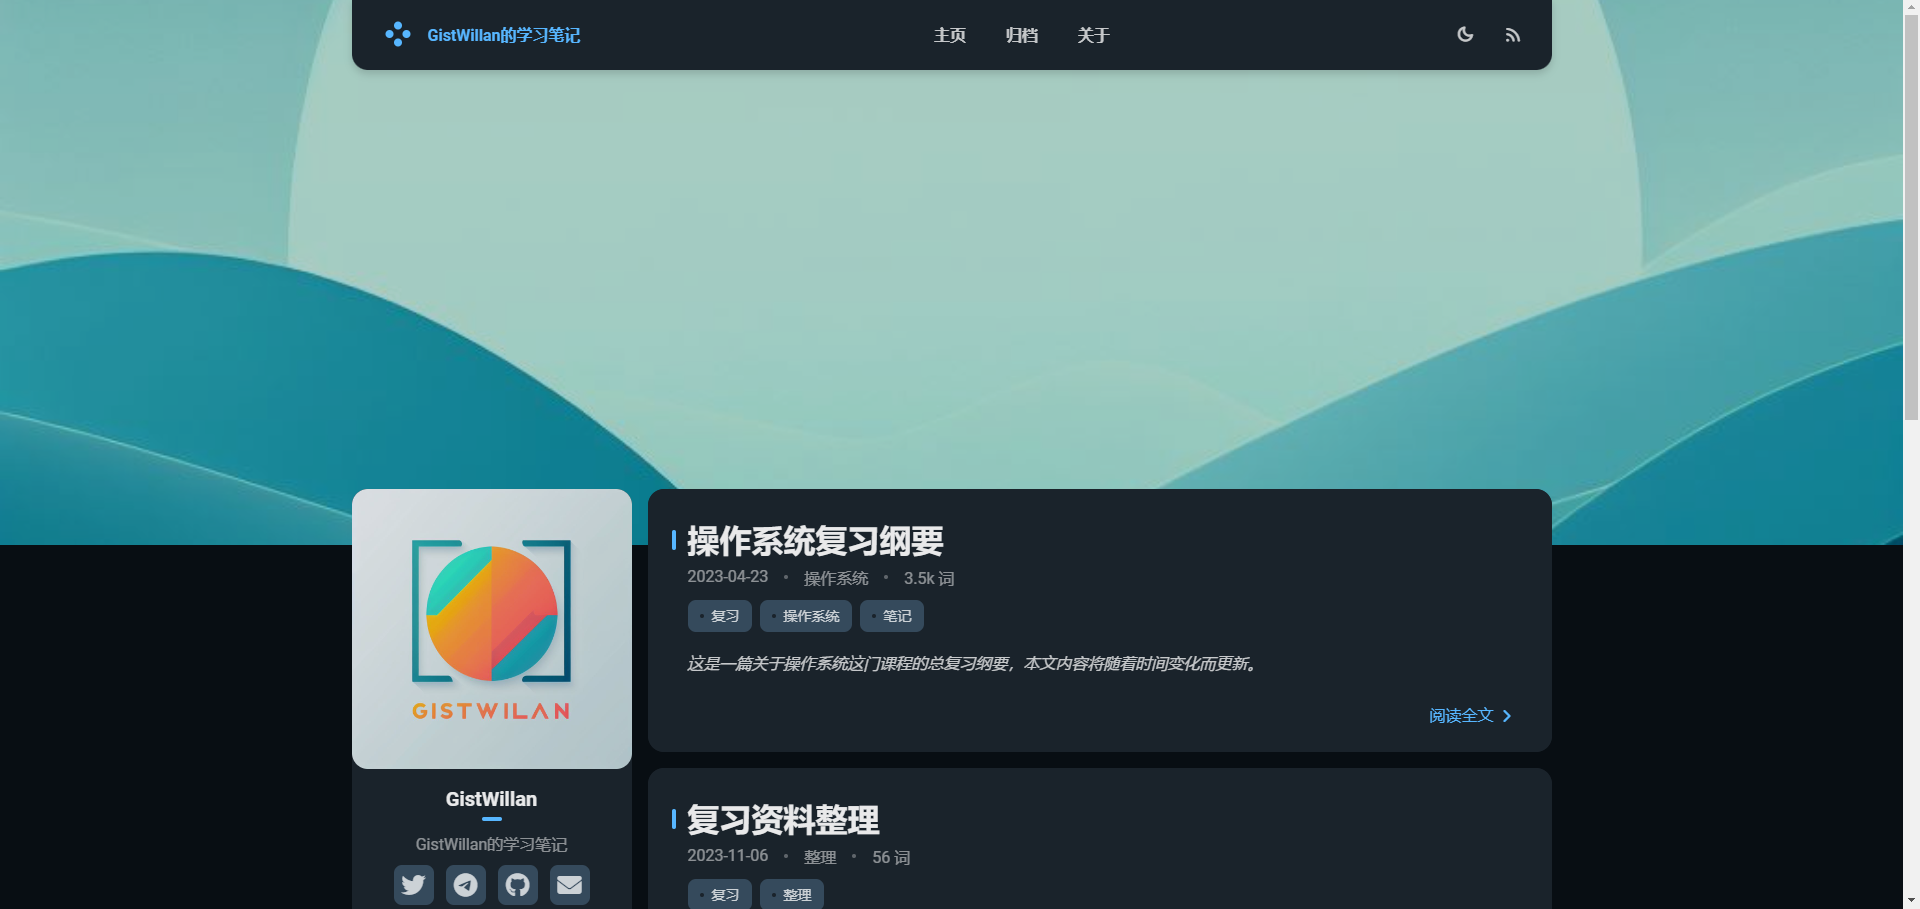 GistWillan的学习笔记
主页
归档
关于
GISTWILAN
GistWillan
GistWillan的学习笔记
操作系统复习纲要
2023-04-23 • 操作系统 • 3.5k 词
• 复习 • 操作系统 • 笔记
这是一篇关于操作系统这门课程的总复习纲要，本文内容将随着时间变化而更新。
阅读全文
复习资料整理
2023-11-06 • 整理 • 56 词
• 复习 • 整理